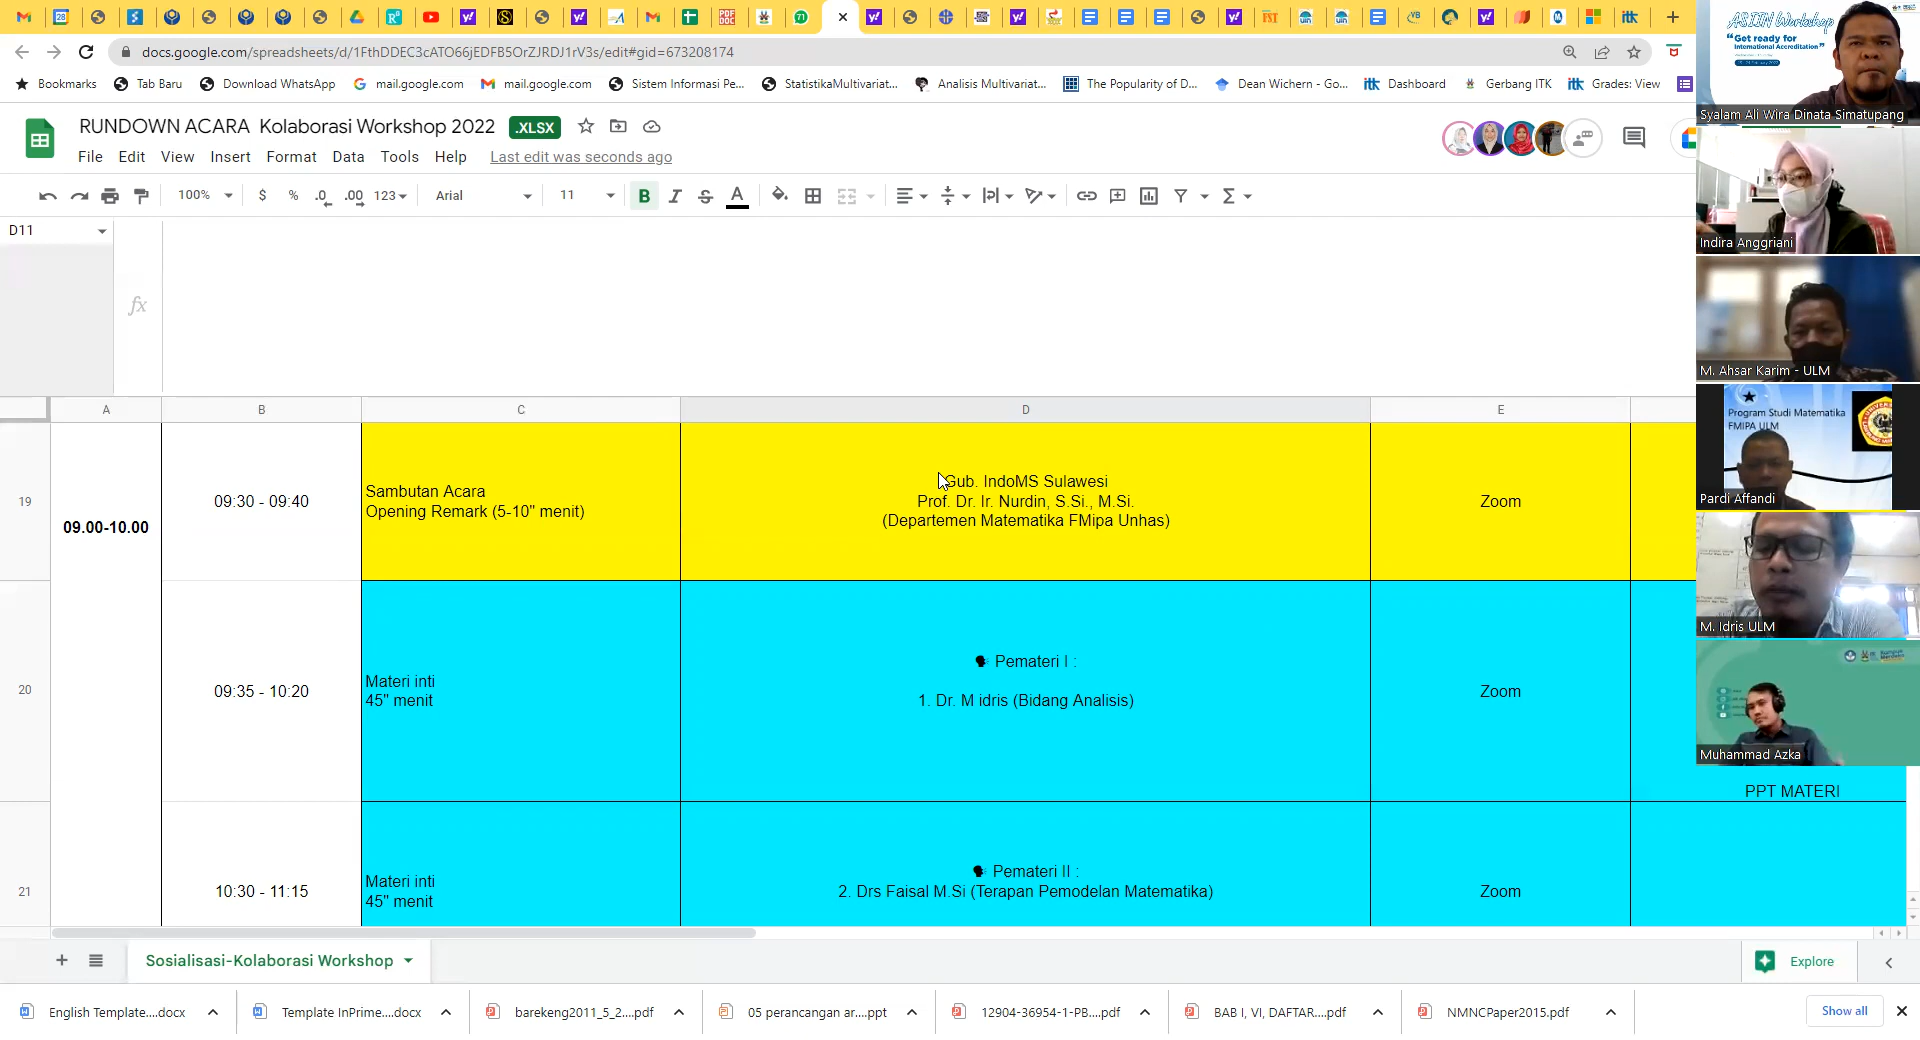 docs.google.com/spreadsheets/d/1FthDDEC3cATO66jEDFB5OrZJRDJ1rV3s/edit#gid=673208174
Bookmarks
Tab Baru
Download WhatsApp
mail.google.com
mail.google.com
Sistem Informasi Pe...
StatistikaMultivariat...
Analisis Multivariat...
The Popularity of D...
Dean Wichern - Go...
Dashboard
Gerbang ITK
Grades: View
RUNDOWN ACARA Kolaborasi Workshop 2022 .XLSX
File Edit View Insert Format Data Tools Help Last edit was seconds ago
100% $ % .0 .00 123 Arial 11 B I S A
D11
fx
A B C D E
19
09.00-10.00
09:30 - 09:40
Sambutan Acara
Opening Remark (5-10" menit)
Gub. IndoMS Sulawesi
Prof. Dr. Ir. Nurdin, S.Si., M.Si.
(Departemen Matematika FMipa Unhas)
Zoom
20
09:35 - 10:20
Materi inti
45" menit
Pemateri I :
1. Dr. M idris (Bidang Analisis)
Zoom
PPT MATERI
21
10:30 - 11:15
Materi inti
45" menit
Pemateri II :
2. Drs Faisal M.Si (Terapan Pemodelan Matematika)
Zoom
Sosialisasi-Kolaborasi Workshop
Explore
English Template....docx
Template InPrime....docx
barekeng2011_5_2....pdf
05 perancangan ar....ppt
12904-36954-1-PB....pdf
BAB I, VI, DAFTAR....pdf
NMNCPaper2015.pdf
Show all
ASIIN Workshop
"Get ready for
International Accreditation"
Syalam Ali Wira Dinata Simatupang
Indira Anggriani
M. Ahsar Karim - ULM
Program Studi Matematika
FMIPA ULM
Pardi Affandi
M. Idris ULM
Muhammad Azka